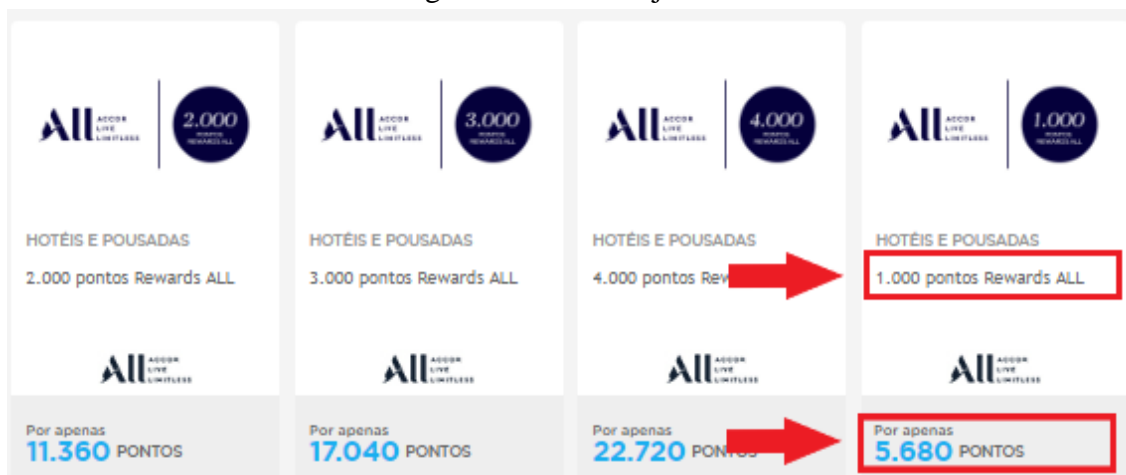 All ACCOR LIVE LIMITLESS
2.000 PONTOS REWARDS ALL
All ACCOR LIVE LIMITLESS
3.000 PONTOS REWARDS ALL
All ACCOR LIVE LIMITLESS
4.000 PONTOS REWARDS ALL
All ACCOR LIVE LIMITLESS
1.000 PONTOS REWARDS ALL
HOTÉIS E POUSADAS
2.000 pontos Rewards ALL
HOTÉIS E POUSADAS
3.000 pontos Rewards ALL
HOTÉIS E POUSADAS
4.000 pontos Rew
HOTÉIS E POUSADAS
1.000 pontos Rewards ALL
All ACCOR LIVE LIMITLESS
All ACCOR LIVE LIMITLESS
All ACCOR LIVE LIMITLESS
All ACCOR LIVE LIMITLESS
Por apenas
11.360 PONTOS
Por apenas
17.040 PONTOS
Por apenas
22.720 PONTOS
Por apenas
5.680 PONTOS